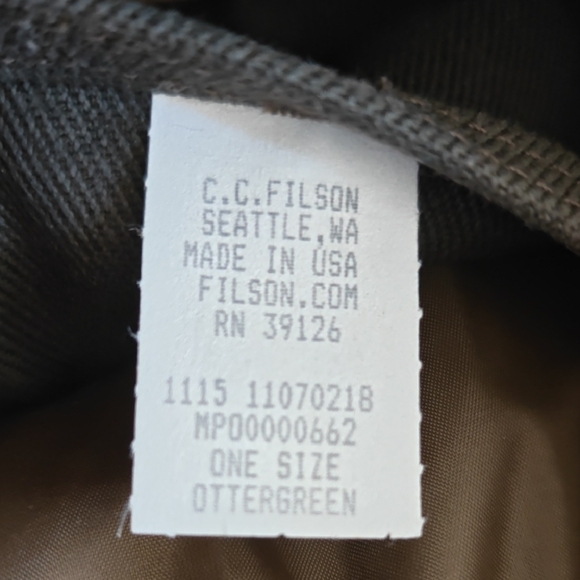 C.C.FILSON
SEATTLE,WA
MADE IN USA
FILSON.COM
RN 39126
1115 11070218
MP00000662
ONE SIZE
OTTERGREEN